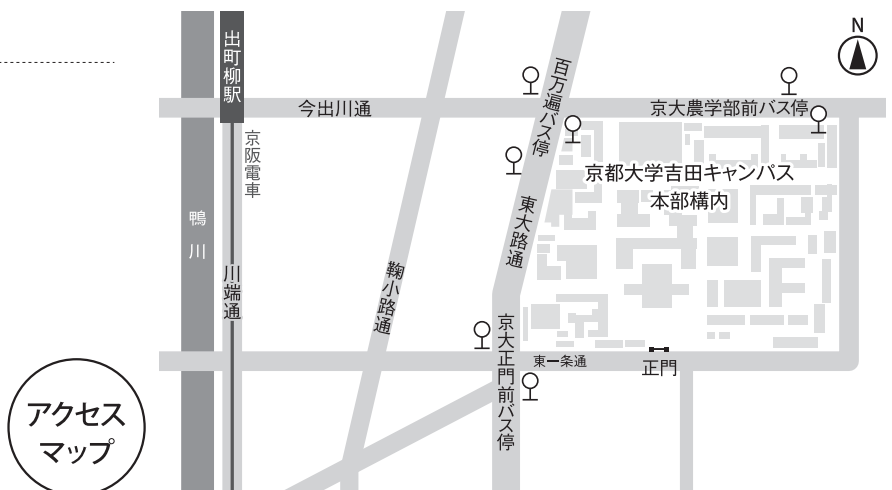 N
出町柳駅
今出川通
百万遍バス停
京大農学部前バス停
京阪電車
京都大学吉田キャンパス
本部構内
鴨川
東大路通
川端通
鞠小路通
京大正門前バス停
東一条通
正門
アクセス
マップ